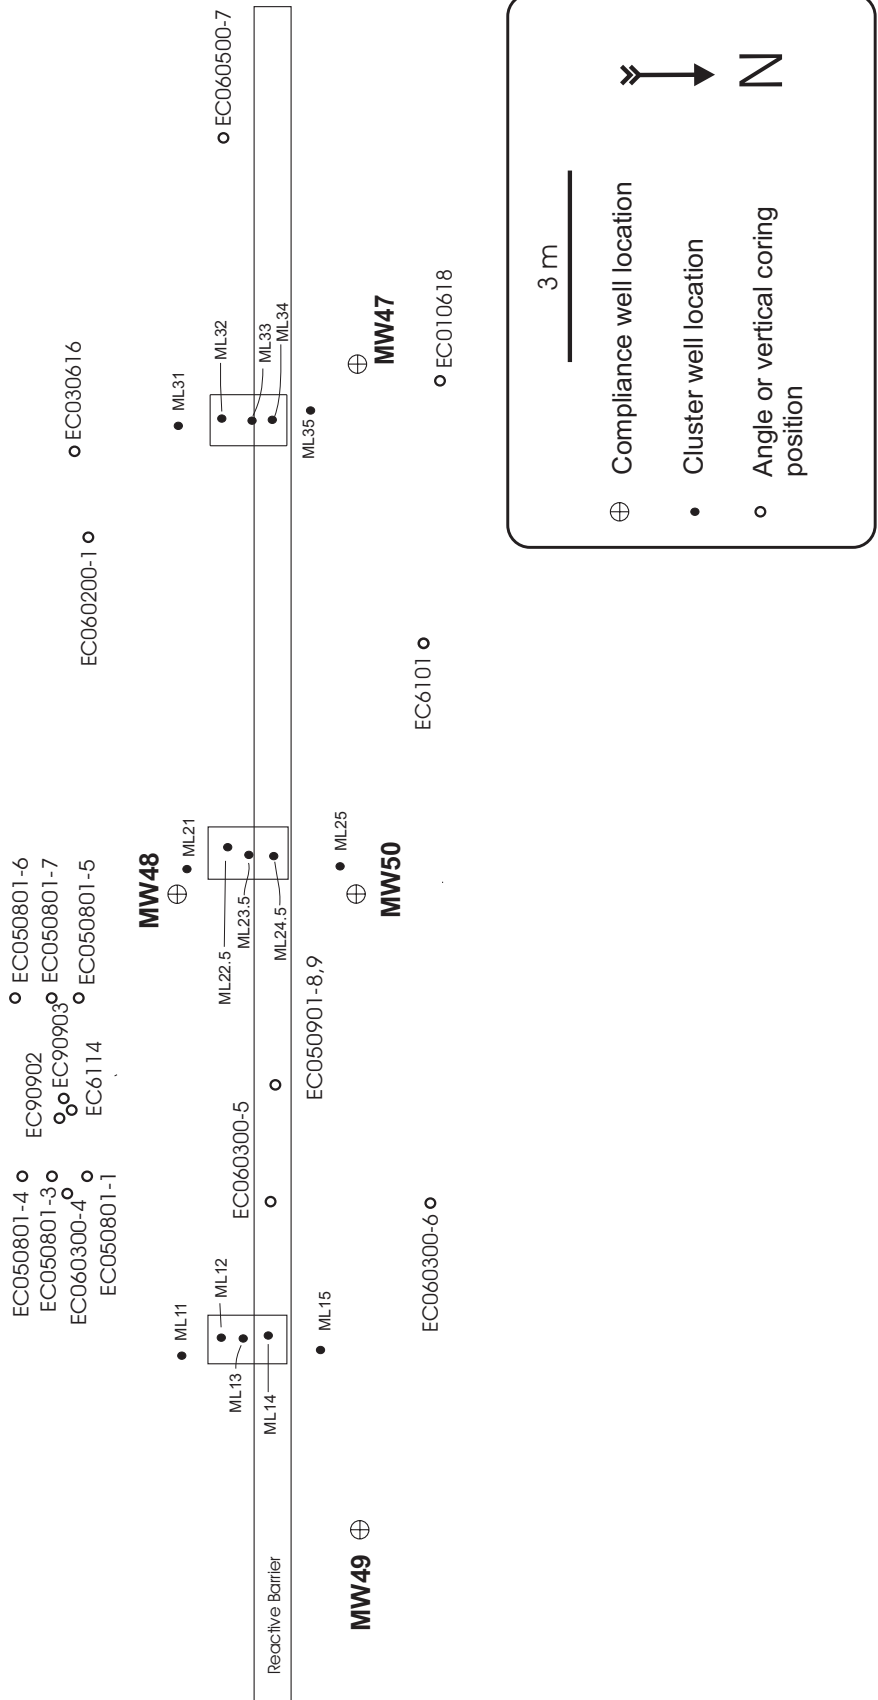 EC060500-7
EC030616
EC060200-1
ML31
ML32
ML33
ML34
ML35
MW47
EC010618
EC6101
EC050801-6
EC050801-7
EC050801-5
EC90902
EC90903
EC6114
EC050801-4
EC050801-3
EC060300-4
EC050801-1
MW48
ML21
ML22.5
ML23.5
ML24.5
ML25
MW50
EC050901-8,9
EC060300-5
EC060300-6
ML11
ML12
ML13
ML14
ML15
MW49
Reactive Barrier
3 m
N
Compliance well location
Cluster well location
Angle or vertical coring
position